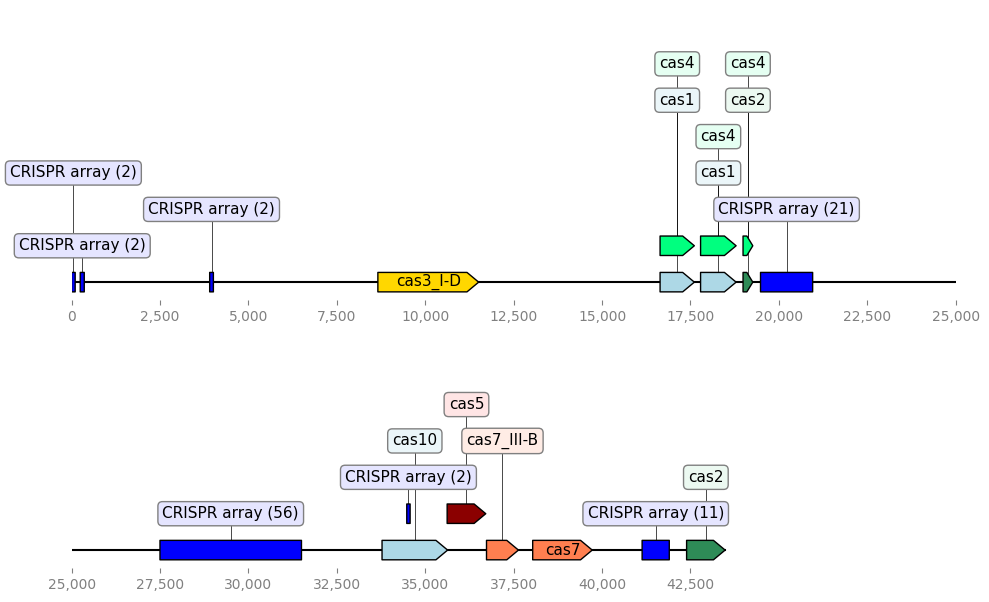 cas4 cas4
cas1 cas2
cas4
CRISPR array (2) cas1
CRISPR array (2) CRISPR array (21)
CRISPR array (2)
cas3_I-D
0 2,500 5,000 7,500 10,000 12,500 15,000 17,500 20,000 22,500 25,000
cas5
cas10 cas7_III-B
CRISPR array (2) cas2
CRISPR array (56) CRISPR array (11)
cas7
25,000 27,500 30,000 32,500 35,000 37,500 40,000 42,500